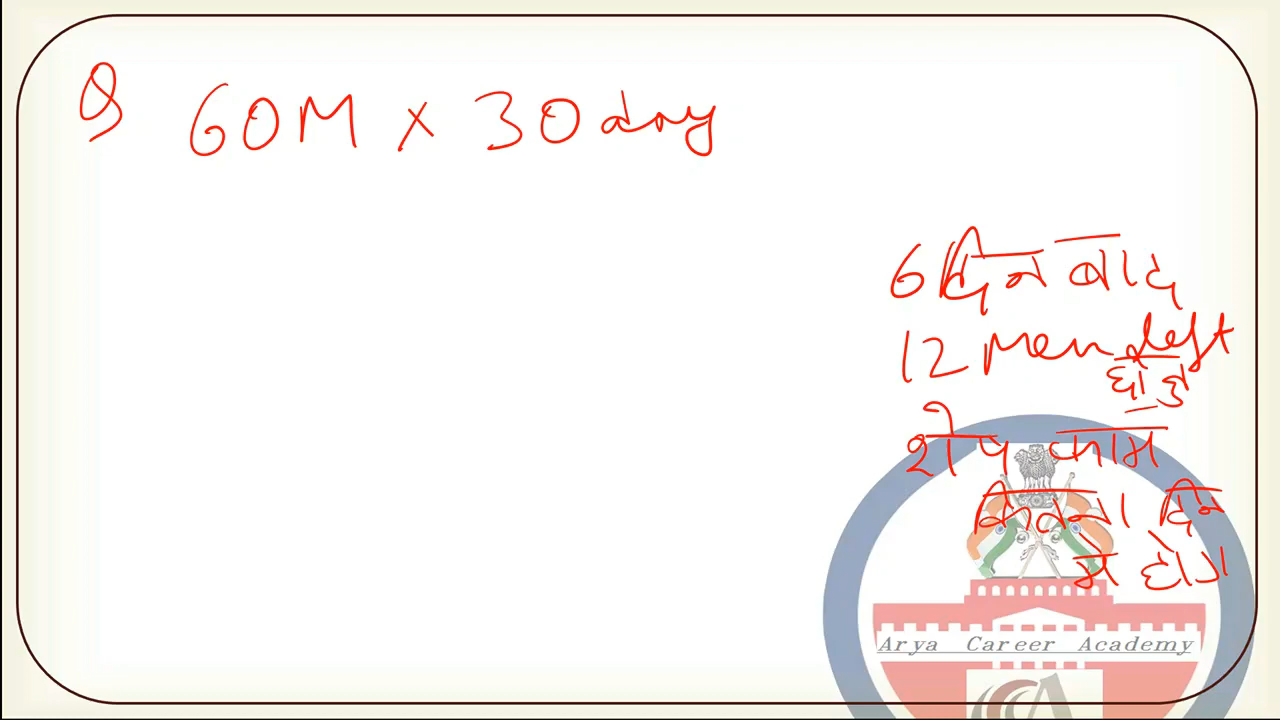 Q 60M × 30 day
6 दिन बाद
12 men left
शेष काम
कितना दिन
में होगा
Arya Career Academy